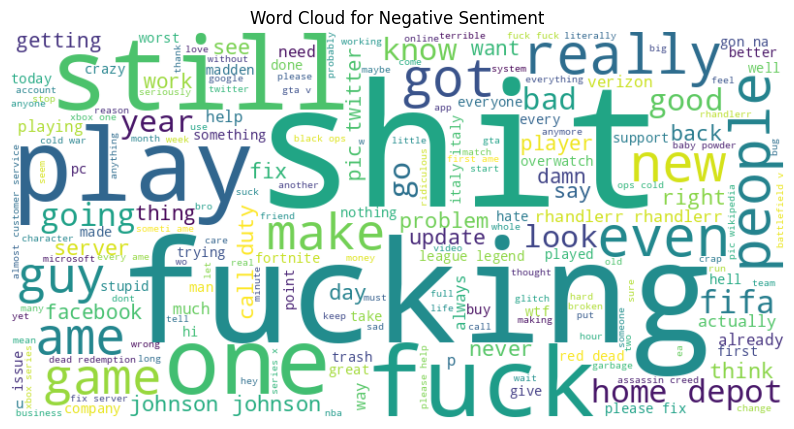 Word Cloud for Negative Sentiment
getting
worst
still
see
need
know
want
really
gon na
better
crazy
today
account
stop
anyone
work
done
madden
help
got
bad
good
verizon
well
everyone
every
year
something
playing
cold war
pc
play
shit
fix
pic twitter
go
player
overwatch
damn
say
support
back
new
people
right
ops cold
going
thing
made
server
trying
nothing
problem
update
hate
look
rhandlerr rhandlerr
even
make
league legend
played
old
hell
crap
guy
stupid
man
fortnite
call duty
point
day
always
buy
wtf
fucking
fifa
actually
already
first
facebook
much
hi
ame
one
game
trash
great
way
fuck
p
never
give
red dead
think
home depot
please fix
assassin creed
issue
u
company
business
fix server
johnson johnson
nba
dead redemption
long
wrong
microsoft
every ame
someti ame
character
almost customer service
xbox series
series x
xbox one
black ops
baby powder
battlefield v
pic wikipedia
italy italy
first ame
ridiculous
please help
gta v
google
twitter
seriously
without
please
thank
love
working
probably
online
terrible
fuck fuck
literally
big
maybe
come
system
everything
feel
app
rhandlerr
anymore
little
gta
match
start
reason
month
week
use
anything
another
suck
bro
friend
care
wo
let
real
minute
money
video
whole
thought
run
team
bug
seem
yet
mean
dont
tell
keep
must
sad
full
life
call
glitch
making
hard
broken
put
hour
someone
two
sure
ea
garbage
wait
hey
change